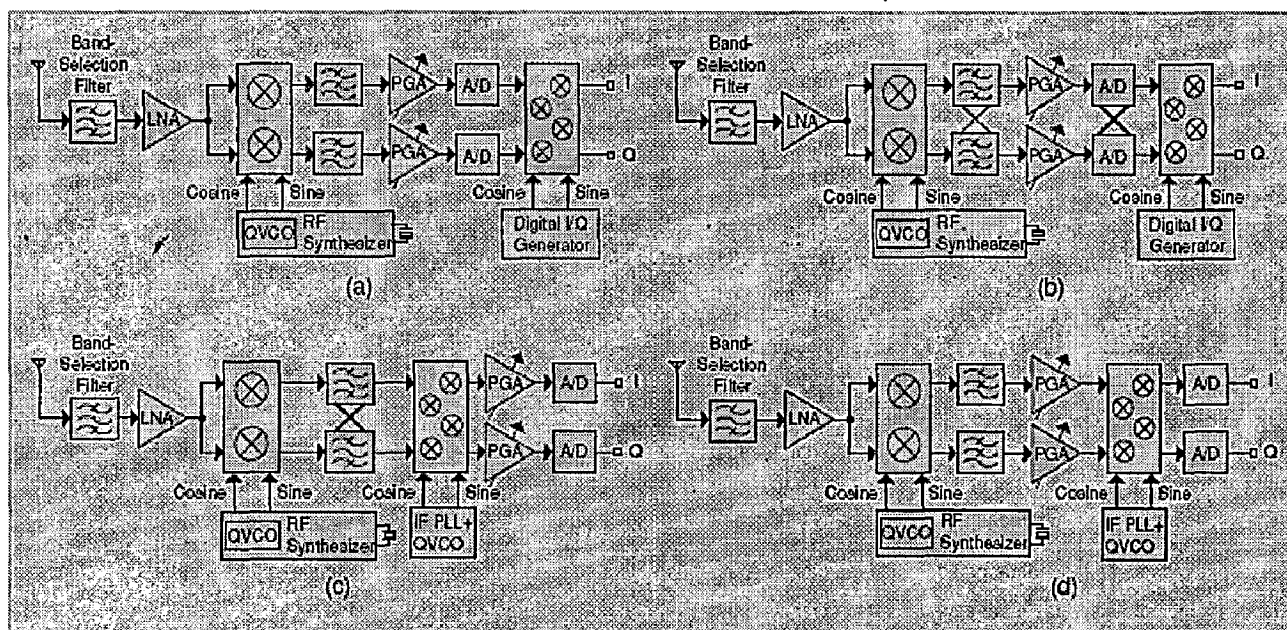 Band-
Selection
Filter
LNA
PGA
A/D
I
PGA
A/D
Q
Cosine
Sine
QVCO
RF
Synthesizer
Cosine
Sine
Digital I/Q
Generator
(a)
Band-
Selection
Filter
LNA
PGA
A/D
I
PGA
A/D
Q
Cosine
Sine
QVCO
RF
Synthesizer
Cosine
Sine
Digital I/Q
Generator
(b)
Band-
Selection
Filter
LNA
PGA
A/D
I
PGA
A/D
Q
Cosine
Sine
QVCO
RF
Synthesizer
Cosine
Sine
IF PLL+
QVCO
(c)
Band-
Selection
Filter
LNA
PGA
A/D
I
PGA
A/D
Q
Cosine
Sine
QVCO
RF
Synthesizer
Cosine
Sine
IF PLL+
QVCO
(d)